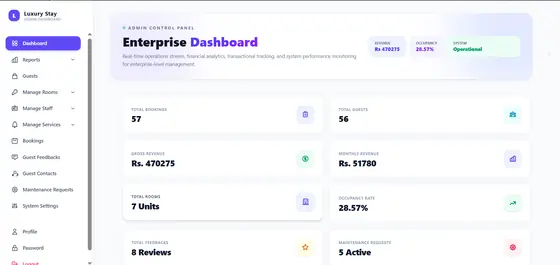 L
Luxury Stay
Dashboard
Reports
Guests
Manage Rooms
Manage Staff
Manage Services
Bookings
Guest Feedbacks
Guest Contacts
Maintenance Requests
System Settings
Profile
Password
Logout
ADMIN CONTROL PANEL
Enterprise Dashboard
Real-time operations stream, financial analytics, transactional tracking, and system performance monitoring
for enterprise-level management.
REVENUE
Rs 470275
OCCUPANCY
28.57%
SYSTEM
Operational
TOTAL BOOKINGS
57
TOTAL GUESTS
56
GROSS REVENUE
Rs. 470275
MONTHLY REVENUE
Rs. 51780
TOTAL ROOMS
7 Units
OCCUPANCY RATE
28.57%
TOTAL FEEDBACKS
8 Reviews
MAINTENANCE REQUESTS
5 Active